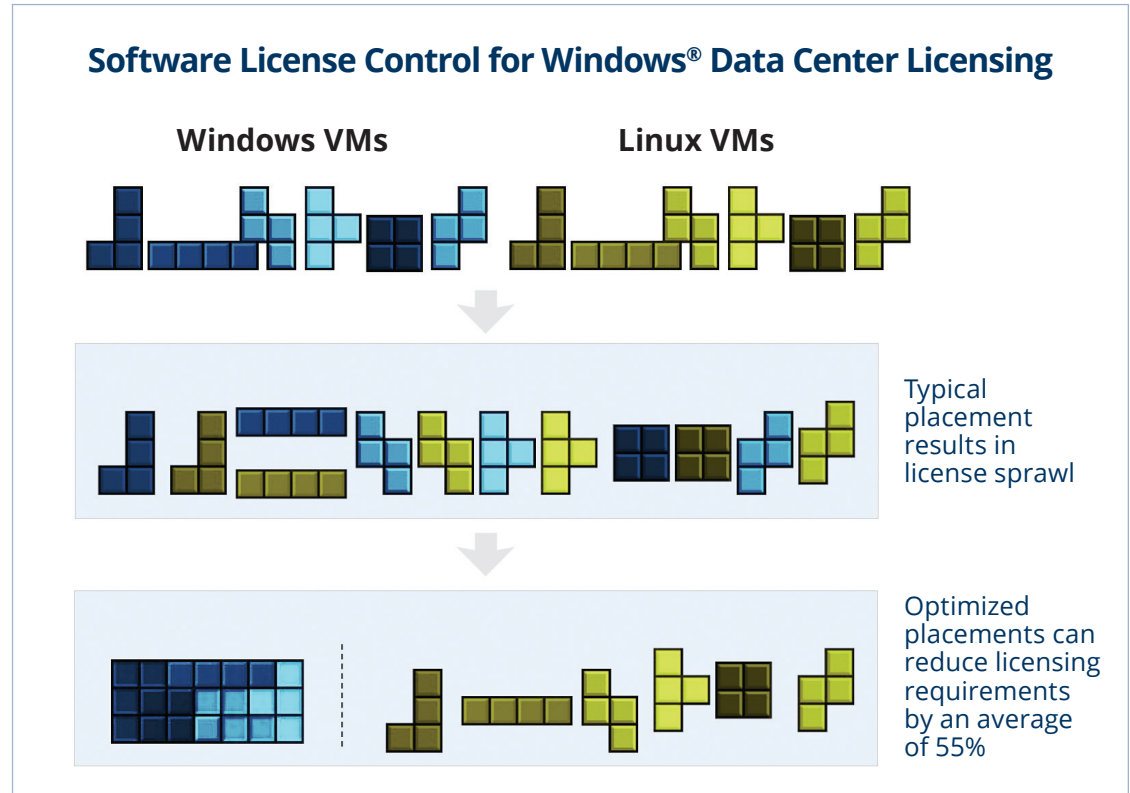 Software License Control for Windows® Data Center Licensing
Windows VMs
Linux VMs
Typical
placement
results in
license sprawl
Optimized
placements can
reduce licensing
requirements
by an average
of 55%